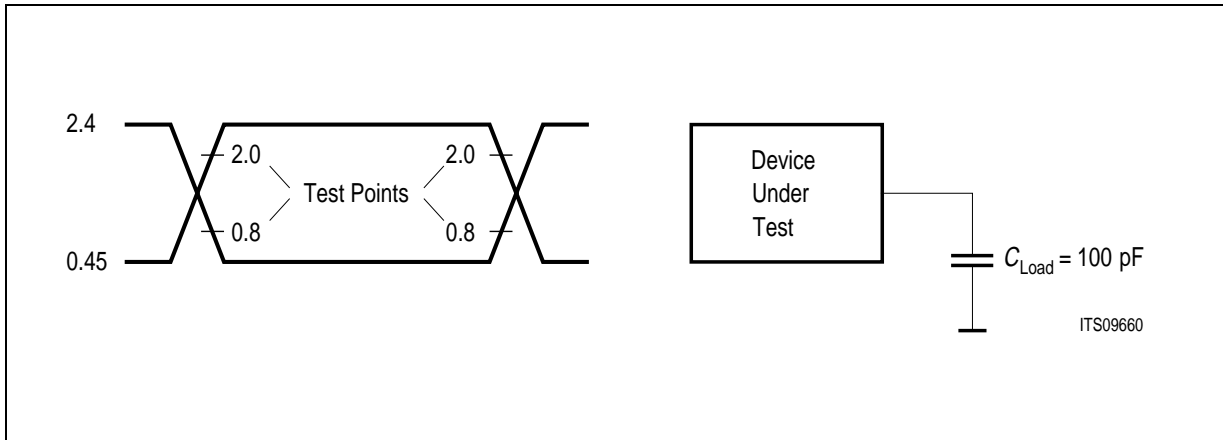 2.4
2.0
2.0
Test Points
0.8
0.8
0.45
Device
Under
Test
C_Load = 100 pF
ITS09660